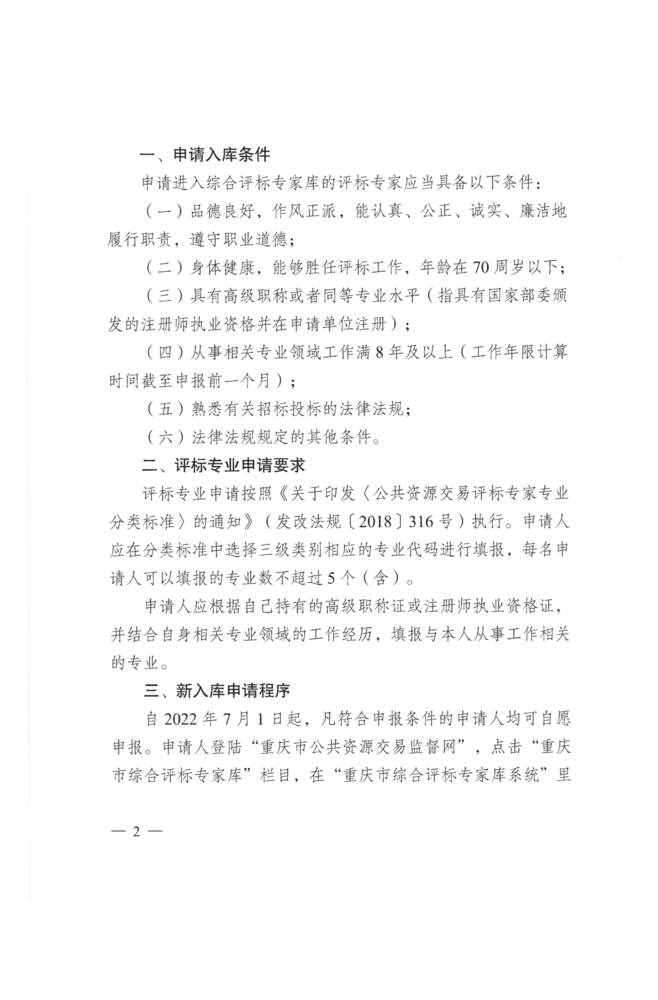 一、申请入库条件
申请进入综合评标专家库的评标专家应当具备以下条件：
（一）品德良好，作风正派，能认真、公正、诚实、廉洁地
履行职责，遵守职业道德；
（二）身体健康，能够胜任评标工作，年龄在 70 周岁以下；
（三）具有高级职称或者同等专业水平（指具有国家部委颁
发的注册师执业资格并在申请单位注册）；
（四）从事相关专业领域工作满 8 年及以上（工作年限计算
时间截至申报前一个月）；
（五）熟悉有关招标投标的法律法规；
（六）法律法规规定的其他条件。
二、评标专业申请要求
评标专业申请按照《关于印发〈公共资源交易评标专家专业
分类标准〉的通知》（发改法规〔2018〕316 号）执行。申请人
应在分类标准中选择三级类别相应的专业代码进行填报，每名申
请人可以填报的专业数不超过 5 个（含）。
申请人应根据自己持有的高级职称证或注册师执业资格证，
并结合自身相关专业领域的工作经历，填报与本人从事工作相关
的专业。
三、新入库申请程序
自 2022 年 7 月 1 日起，凡符合申报条件的申请人均可自愿
申报。申请人登陆“重庆市公共资源交易监督网”，点击“重庆
市综合评标专家库”栏目，在“重庆市综合评标专家库系统”里
— 2 —